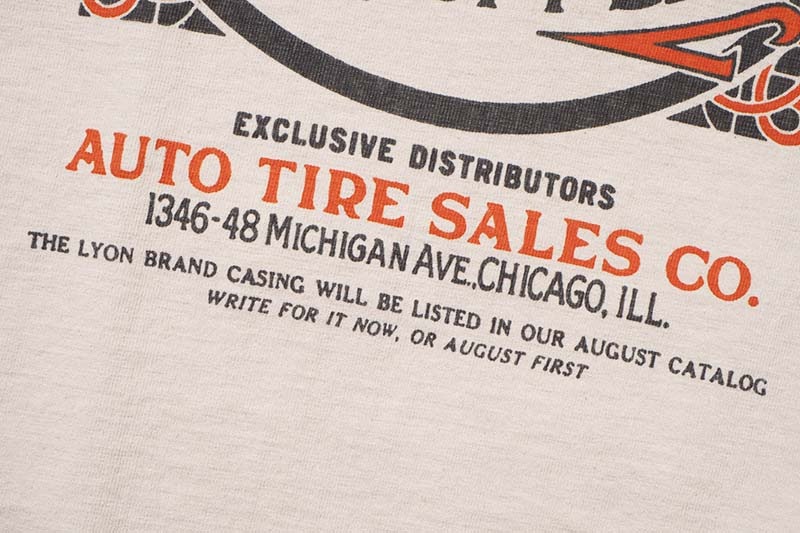 EXCLUSIVE DISTRIBUTORS
AUTO TIRE SALES CO.
1346-48 MICHIGAN AVE., CHICAGO, ILL.
THE LYON BRAND CASING WILL BE LISTED IN OUR AUGUST CATALOG
WRITE FOR IT NOW, OR AUGUST FIRST